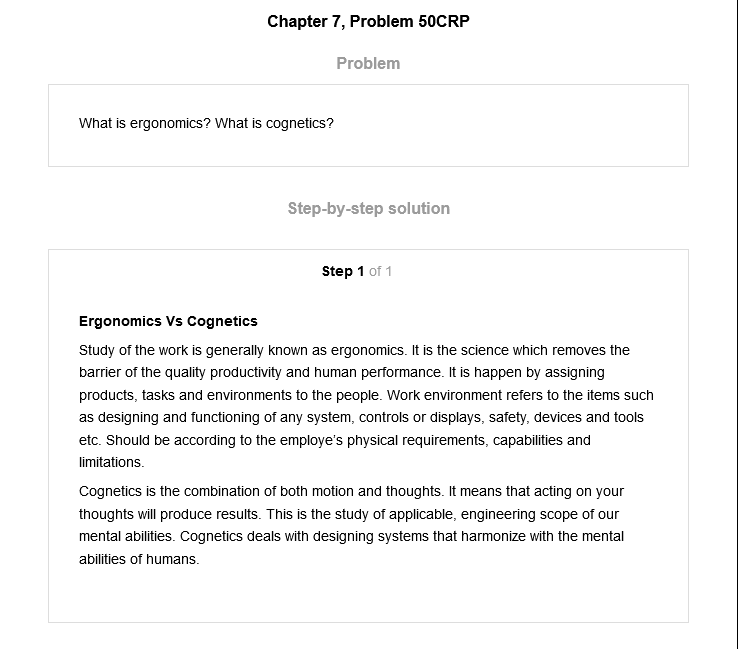 Chapter 7, Problem 50CRP
Problem
What is ergonomics? What is cognetics?
Step-by-step solution
Step 1 of 1
Ergonomics Vs Cognetics
Study of the work is generally known as ergonomics. It is the science which removes the
barrier of the quality productivity and human performance. It is happen by assigning
products, tasks and environments to the people. Work environment refers to the items such
as designing and functioning of any system, controls or displays, safety, devices and tools
etc. Should be according to the employe's physical requirements, capabilities and
limitations.
Cognetics is the combination of both motion and thoughts. It means that acting on your
thoughts will produce results. This is the study of applicable, engineering scope of our
mental abilities. Cognetics deals with designing systems that harmonize with the mental
abilities of humans.